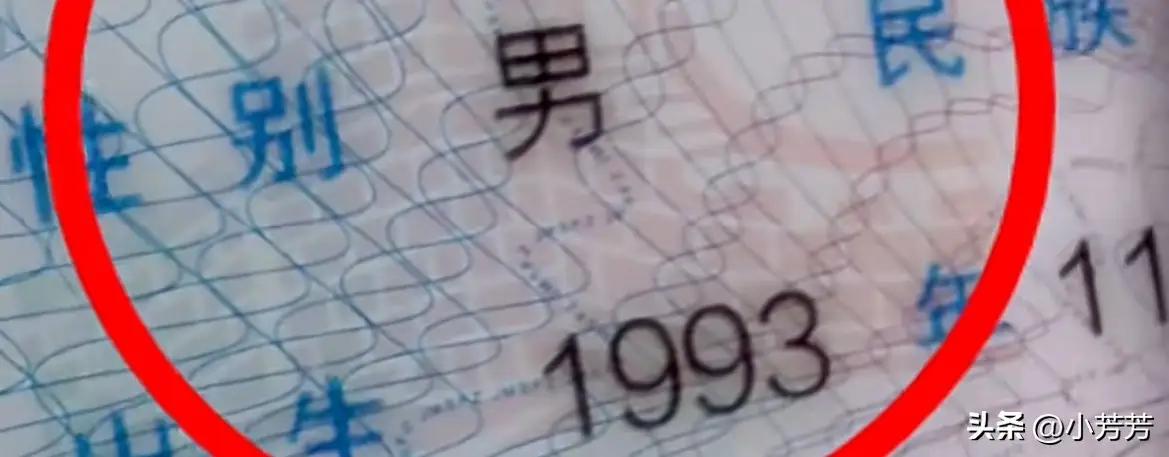 性别 男 民族
出生 1993 年 11
头条 @小芳芳